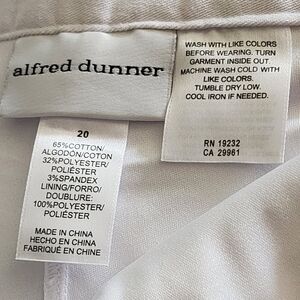 alfred dunner
WASH WITH LIKE COLORS
BEFORE WEARING. TURN
GARMENT INSIDE OUT.
MACHINE WASH COLD WITH
LIKE COLORS.
TUMBLE DRY LOW.
COOL IRON IF NEEDED.
RN 19232
CA 29961
20
65%COTTON/
ALGODÓN/COTON
32%POLYESTER/
POLIÉSTER
3%SPANDEX
LINING/FORRO/
DOUBLURE:
100%POLYESTER/
POLIÉSTER
MADE IN CHINA
HECHO EN CHINA
FABRIQUÉ EN CHINE